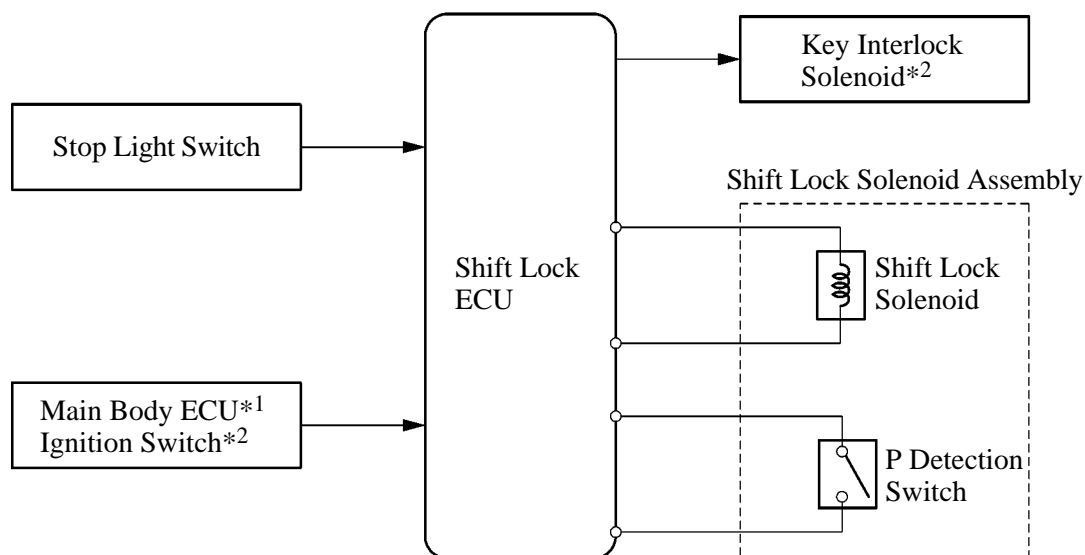 Key Interlock
Solenoid*2
Stop Light Switch
Shift Lock Solenoid Assembly
Shift Lock
ECU
Shift Lock
Solenoid
Main Body ECU*1
Ignition Switch*2
P Detection
Switch